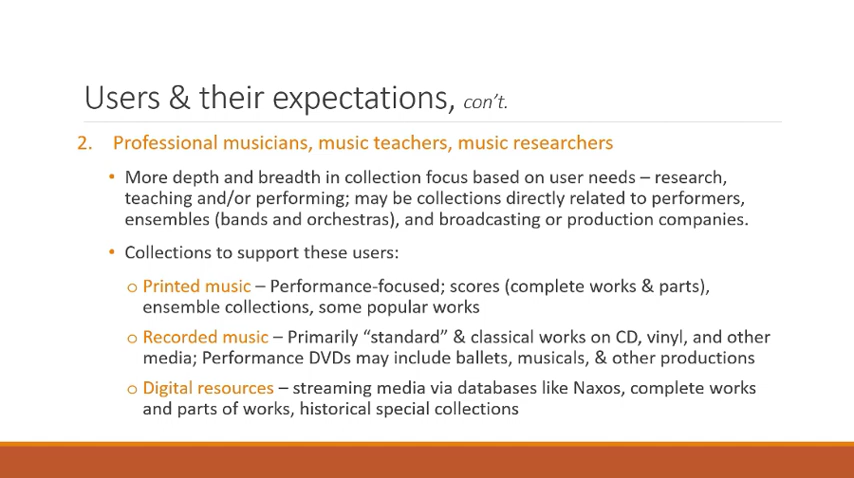 Users & their expectations, con’t.
2. Professional musicians, music teachers, music researchers
• More depth and breadth in collection focus based on user needs – research,
teaching and/or performing; may be collections directly related to performers,
ensembles (bands and orchestras), and broadcasting or production companies.
• Collections to support these users:
o Printed music – Performance-focused; scores (complete works & parts),
ensemble collections, some popular works
o Recorded music – Primarily “standard” & classical works on CD, vinyl, and other
media; Performance DVDs may include ballets, musicals, & other productions
o Digital resources – streaming media via databases like Naxos, complete works
and parts of works, historical special collections